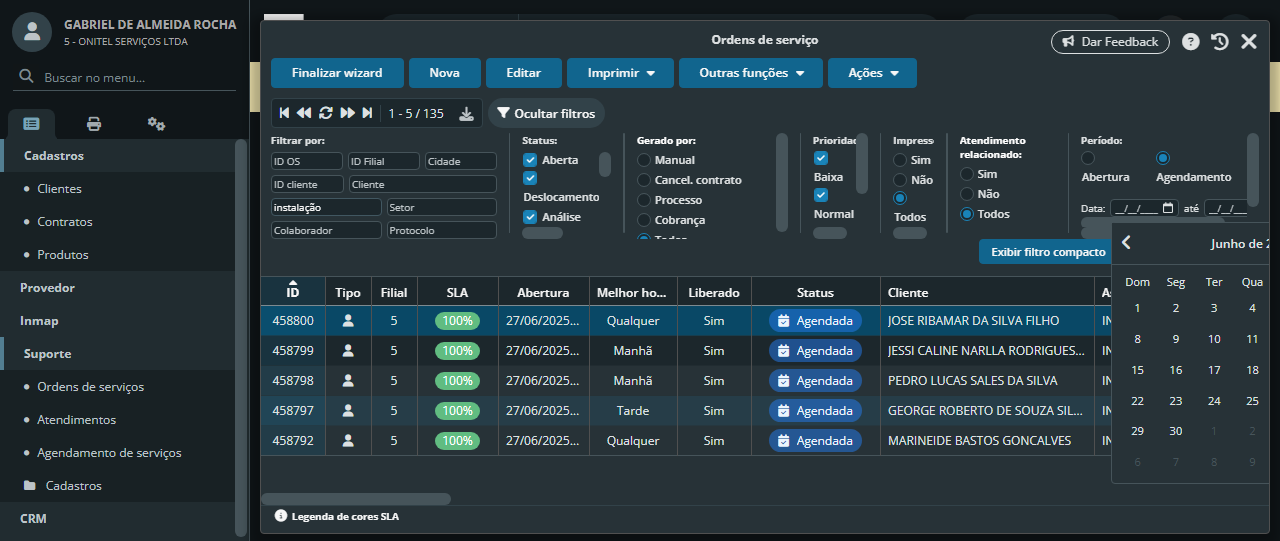 GABRIEL DE ALMEIDA ROCHA
5 - ONITEL SERVIÇOS LTDA
Buscar no menu...
Cadastros
Clientes
Contratos
Produtos
Provedor
Inmap
Suporte
Ordens de serviços
Atendimentos
Agendamento de serviços
Cadastros
CRM
Ordens de serviço
Dar Feedback
?
Finalizar wizard Nova Editar Imprimir Outras funções Ações
1 - 5 / 135 Ocultar filtros
Filtrar por:
ID OS ID Filial Cidade
ID cliente Cliente
instalação Setor
Colaborador Protocolo
Status:
Aberta
Deslocamento
Análise
Gerado por:
Manual
Cancel. contrato
Processo
Cobrança
Todos
Prioridad
Baixa
Normal
Impress
Sim
Não
Todos
Atendimento
relacionado:
Sim
Não
Todos
Período:
Abertura Agendamento
Data: __/__/____ até __/__/__
Exibir filtro compacto
Junho de 2
Dom Seg Ter Qua
1 2 3 4
8 9 10 11
15 16 17 18
22 23 24 25
29 30 1 2
6 7 8 9
ID Tipo Filial SLA Abertura Melhor ho... Liberado Status Cliente As
458800 5 100% 27/06/2025... Qualquer Sim Agendada JOSE RIBAMAR DA SILVA FILHO IN
458799 5 100% 27/06/2025... Manhã Sim Agendada JESSI CALINE NARLLA RODRIGUES... IN
458798 5 100% 27/06/2025... Manhã Sim Agendada PEDRO LUCAS SALES DA SILVA IN
458797 5 100% 27/06/2025... Tarde Sim Agendada GEORGE ROBERTO DE SOUZA SIL... IN
458792 5 100% 27/06/2025... Qualquer Sim Agendada MARINEIDE BASTOS GONCALVES IN
Legenda de cores SLA